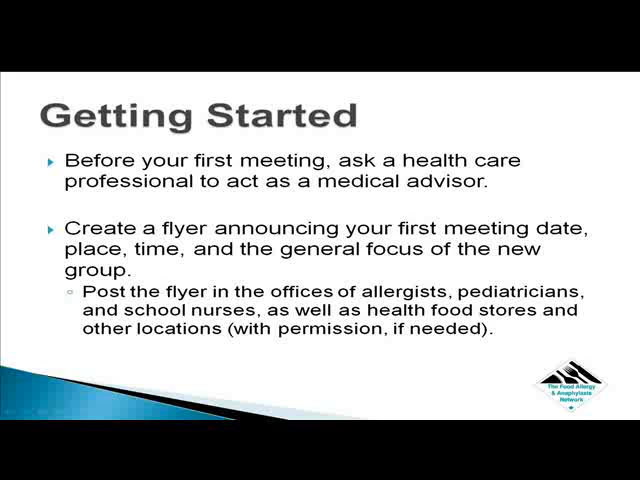 Getting Started
Before your first meeting, ask a health care
professional to act as a medical advisor.
Create a flyer announcing your first meeting date,
place, time, and the general focus of the new
group.
Post the flyer in the offices of allergists, pediatricians,
and school nurses, as well as health food stores and
other locations (with permission, if needed).
The Food Allergy
& Anaphylaxis
Network